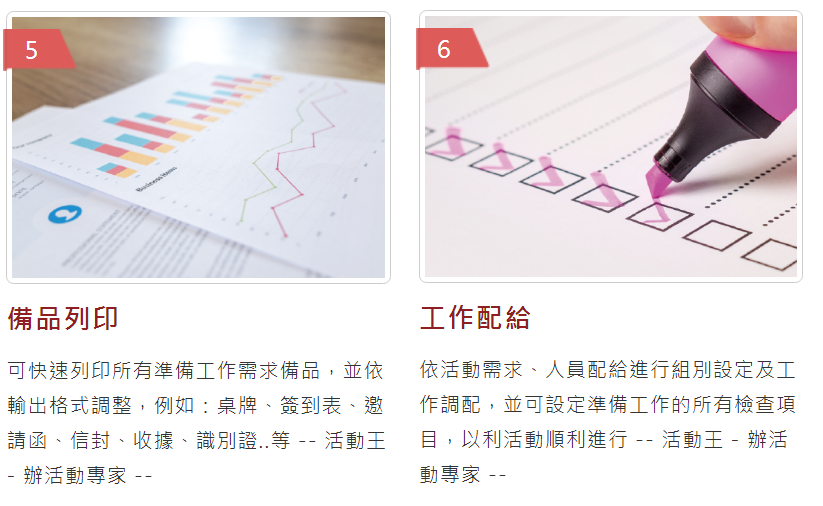 5
6
Business News
備品列印
可快速列印所有準備工作需求備品，並依
輸出格式調整，例如：桌牌、簽到表、邀
請函、信封、收據、識別證..等 -- 活動王
- 辦活動專家 --
工作配給
依活動需求、人員配給進行組別設定及工
作調配，並可設定準備工作的所有檢查項
目，以利活動順利進行 -- 活動王 - 辦活
動專家 --